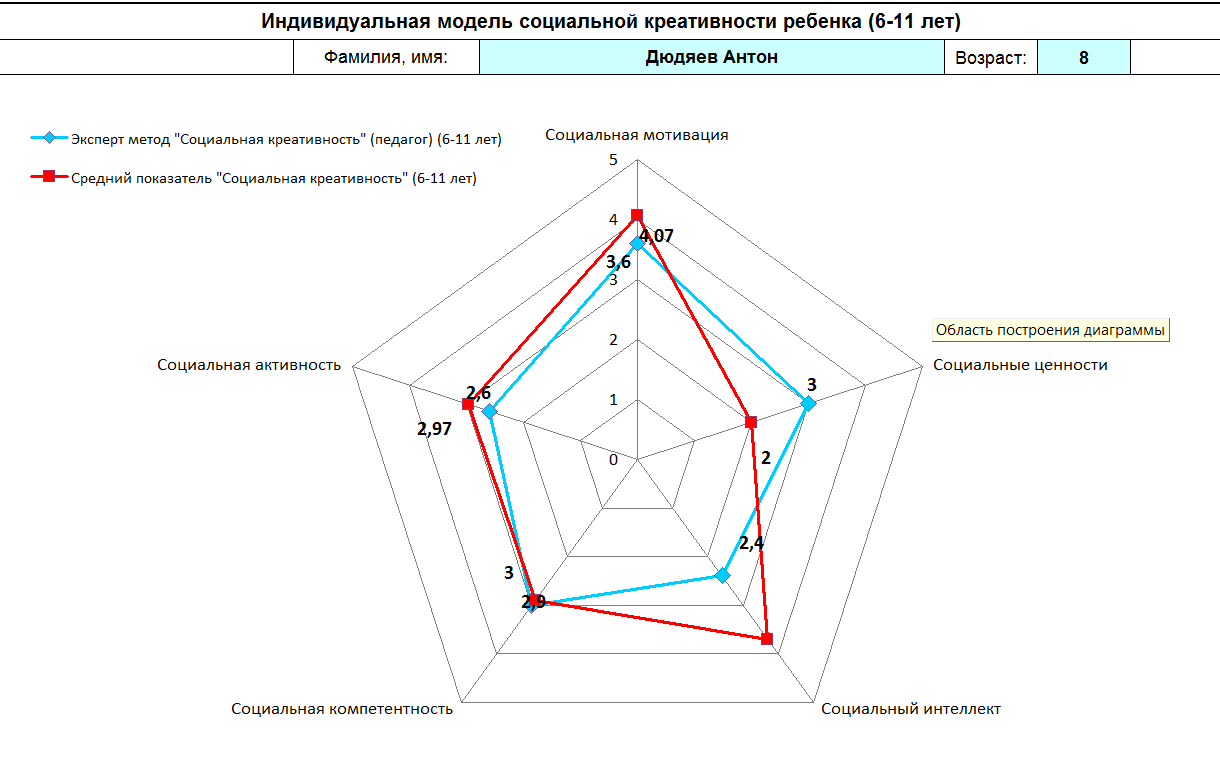 Индивидуальная модель социальной креативности ребенка (6-11 лет)
Фамилия, имя: Дюдяев Антон Возраст: 8
Эксперт метод "Социальная креативность" (педагог) (6-11 лет)
Средний показатель "Социальная креативность" (6-11 лет)
Социальная мотивация
5
4
4,07
3,6
3
Область построения диаграммы
2
Социальная активность
Социальные ценности
3
2,6
1
2,97
0
2
2,4
3
2,9
Социальная компетентность
Социальный интеллект